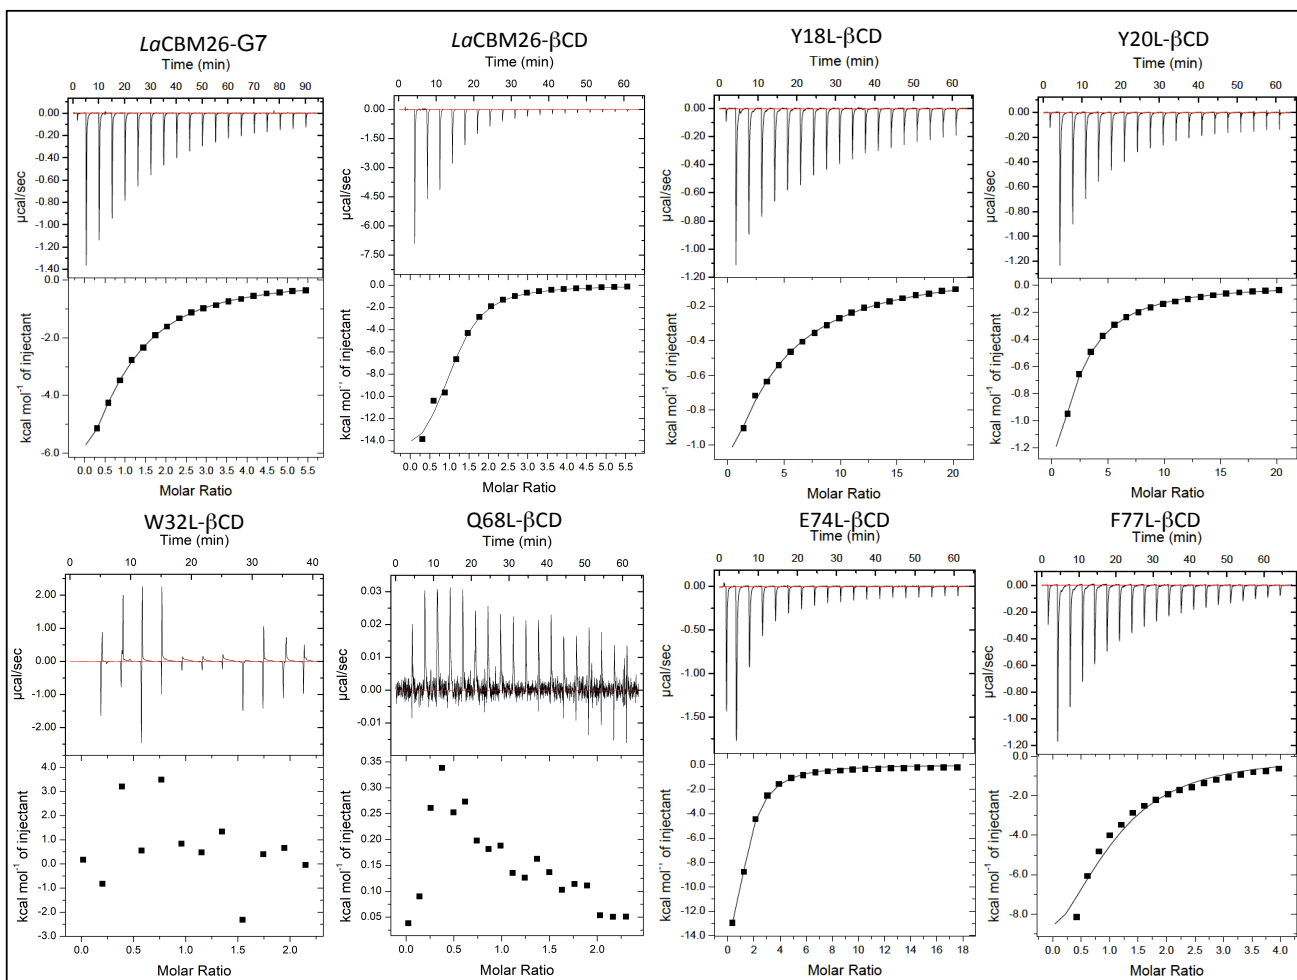 LaCBM26-G7
Time (min)
0 10 20 30 40 50 60 70 80 90
0.00
-0.20
-0.40
-0.60
-0.80
-1.00
-1.20
-1.40
µcal/sec
0.0
-2.0
-4.0
-6.0
kcal mol⁻¹ of injectant
0.0 0.5 1.0 1.5 2.0 2.5 3.0 3.5 4.0 4.5 5.0 5.5
Molar Ratio
LaCBM26-βCD
Time (min)
0 10 20 30 40 50 60
0.00
-3.00
-4.50
-6.00
-7.50
µcal/sec
0.0
-2.0
-4.0
-6.0
-8.0
-10.0
-12.0
-14.0
kcal mol⁻¹ of injectant
0.0 0.5 1.0 1.5 2.0 2.5 3.0 3.5 4.0 4.5 5.0 5.5
Molar Ratio
Y18L-βCD
Time (min)
0 10 20 30 40 50 60
0.00
-0.20
-0.40
-0.60
-0.80
-1.00
-1.20
µcal/sec
-0.2
-0.4
-0.6
-0.8
-1.0
kcal mol⁻¹ of injectant
0 5 10 15 20
Molar Ratio
Y20L-βCD
Time (min)
0 10 20 30 40 50 60
0.00
-0.20
-0.40
-0.60
-0.80
-1.00
-1.20
µcal/sec
0.0
-0.2
-0.4
-0.6
-0.8
-1.0
-1.2
kcal mol⁻¹ of injectant
0 5 10 15 20
Molar Ratio
W32L-βCD
Time (min)
0 10 20 30 40
2.00
1.00
0.00
-1.00
-2.00
µcal/sec
4.0
3.0
2.0
1.0
0.0
-1.0
-2.0
-3.0
kcal mol⁻¹ of injectant
0.0 0.5 1.0 1.5 2.0
Molar Ratio
Q68L-βCD
Time (min)
0 10 20 30 40 50 60
0.03
0.02
0.01
0.00
-0.01
µcal/sec
0.35
0.30
0.25
0.20
0.15
0.10
0.05
kcal mol⁻¹ of injectant
0.0 0.5 1.0 1.5 2.0
Molar Ratio
E74L-βCD
Time (min)
0 10 20 30 40 50 60
0.00
-0.50
-1.00
-1.50
µcal/sec
0.0
-2.0
-4.0
-6.0
-8.0
-10.0
-12.0
-14.0
kcal mol⁻¹ of injectant
0 2 4 6 8 10 12 14 16 18
Molar Ratio
F77L-βCD
Time (min)
0 10 20 30 40 50 60
0.00
-0.20
-0.40
-0.60
-0.80
-1.00
-1.20
µcal/sec
0.0
-2.0
-4.0
-6.0
-8.0
kcal mol⁻¹ of injectant
0.0 0.5 1.0 1.5 2.0 2.5 3.0 3.5 4.0
Molar Ratio